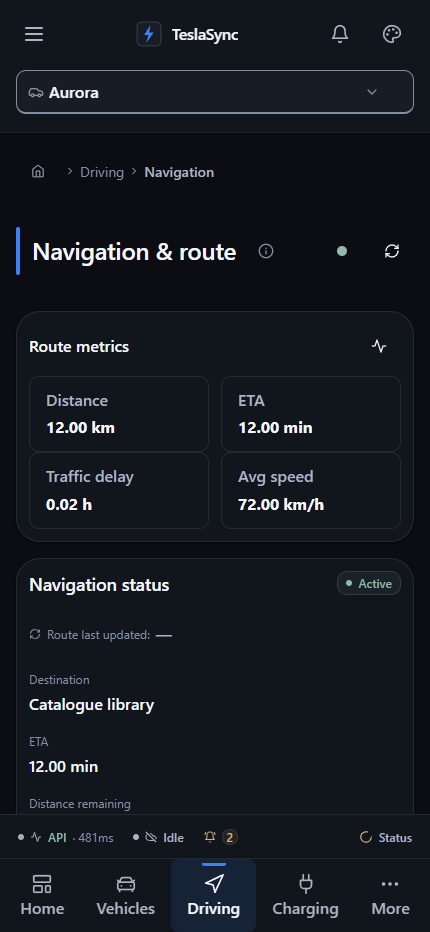 TeslaSync
Aurora
Driving
Navigation
Navigation & route
Route metrics
Distance
12.00 km
ETA
12.00 min
Traffic delay
0.02 h
Avg speed
72.00 km/h
Navigation status
Active
Route last updated: —
Destination
Catalogue library
ETA
12.00 min
Distance remaining
API · 481ms
Idle
2
Status
Home
Vehicles
Driving
Charging
More